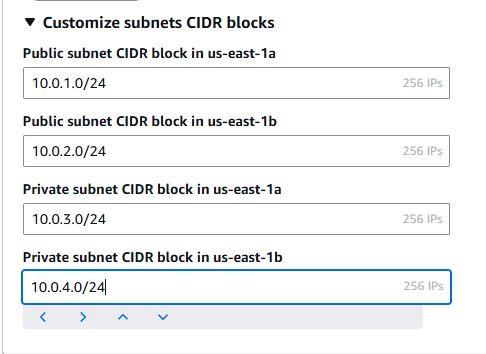 ▼ Customize subnets CIDR blocks
Public subnet CIDR block in us-east-1a
10.0.1.0/24 256 IPs
Public subnet CIDR block in us-east-1b
10.0.2.0/24 256 IPs
Private subnet CIDR block in us-east-1a
10.0.3.0/24 256 IPs
Private subnet CIDR block in us-east-1b
10.0.4.0/24 256 IPs